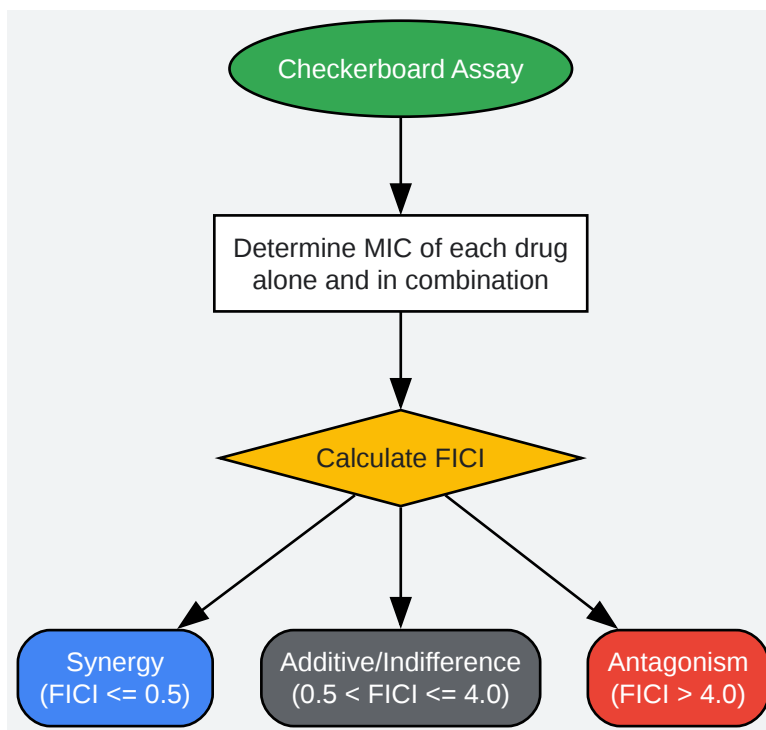 Checkerboard Assay
Determine MIC of each drug
alone and in combination
Calculate FICI
Synergy
(FICI <= 0.5)
Additive/Indifference
(0.5 < FICI <= 4.0)
Antagonism
(FICI > 4.0)